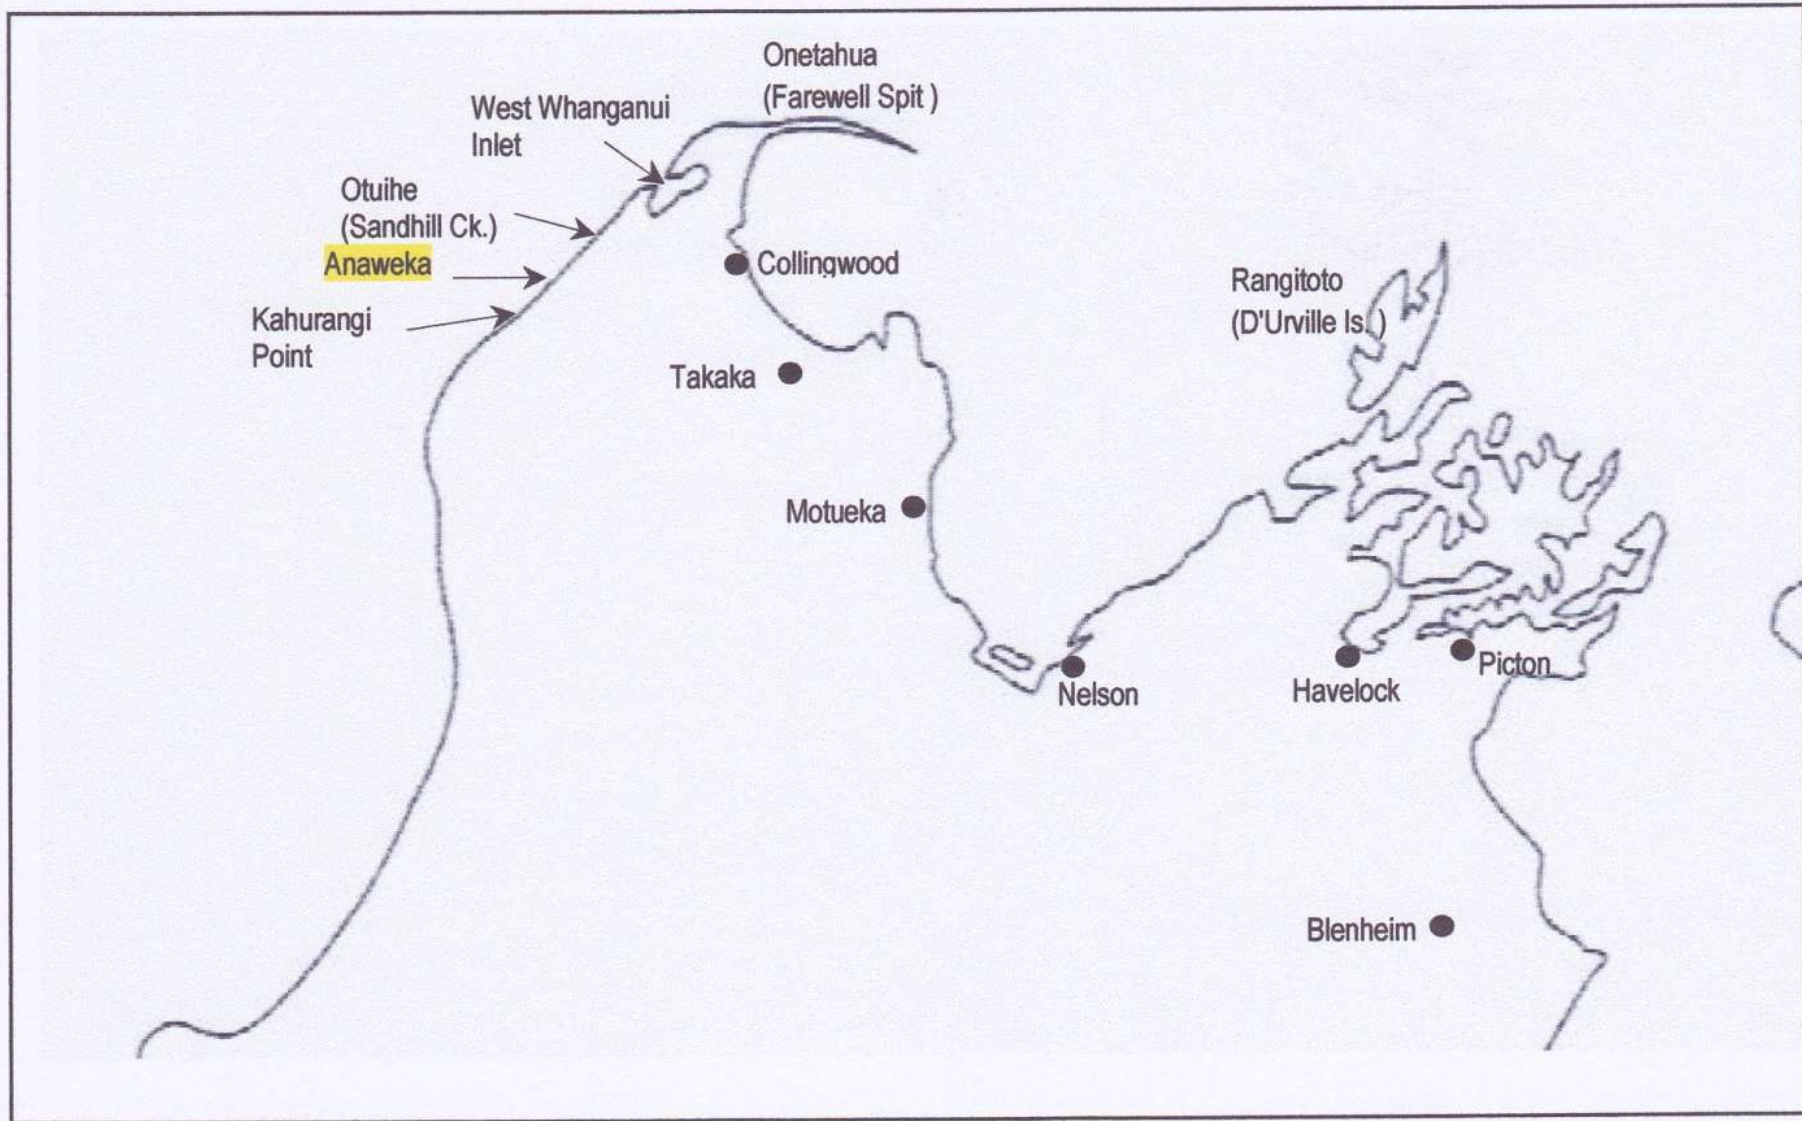 Onetahua
(Farewell Spit )
West Whanganui
Inlet
Otuihe
(Sandhill Ck.)
Anaweka
Kahurangi
Point
Collingwood
Rangitoto
(D'Urville Is. )
Takaka
Motueka
Nelson
Havelock
Picton
Blenheim